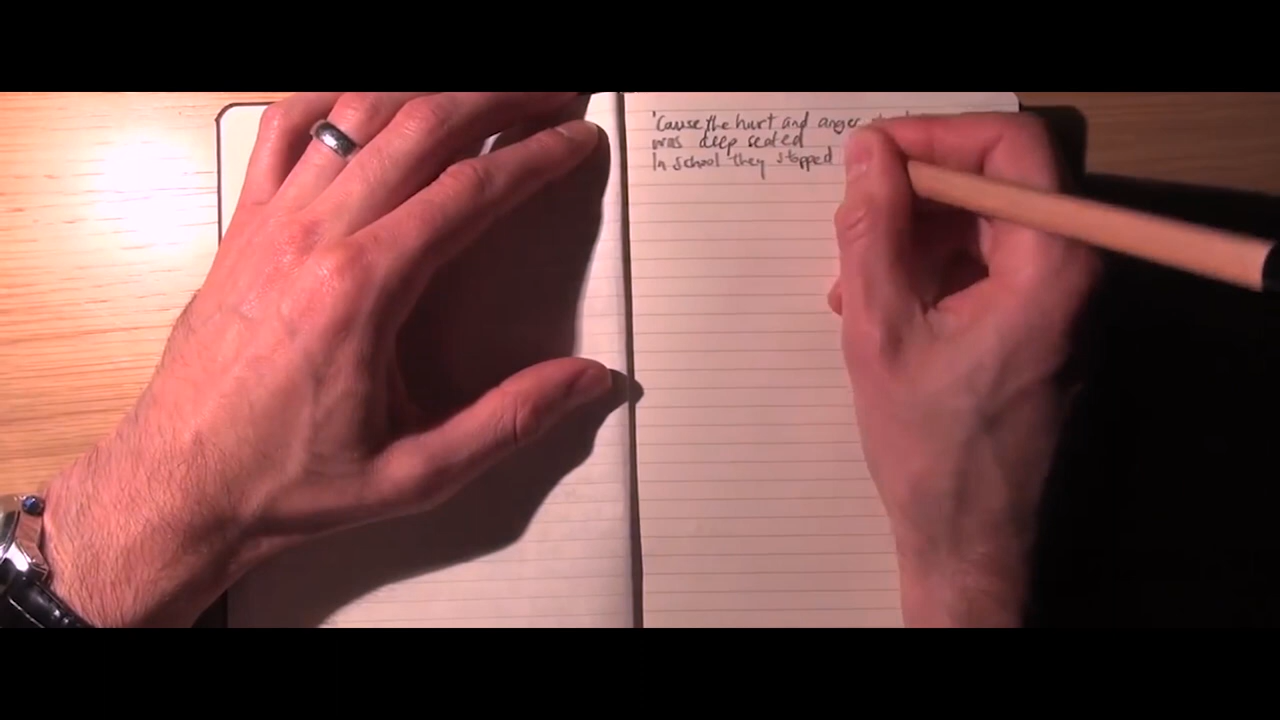 'Cause the hurt and anger
was deep seated
In school they stopped